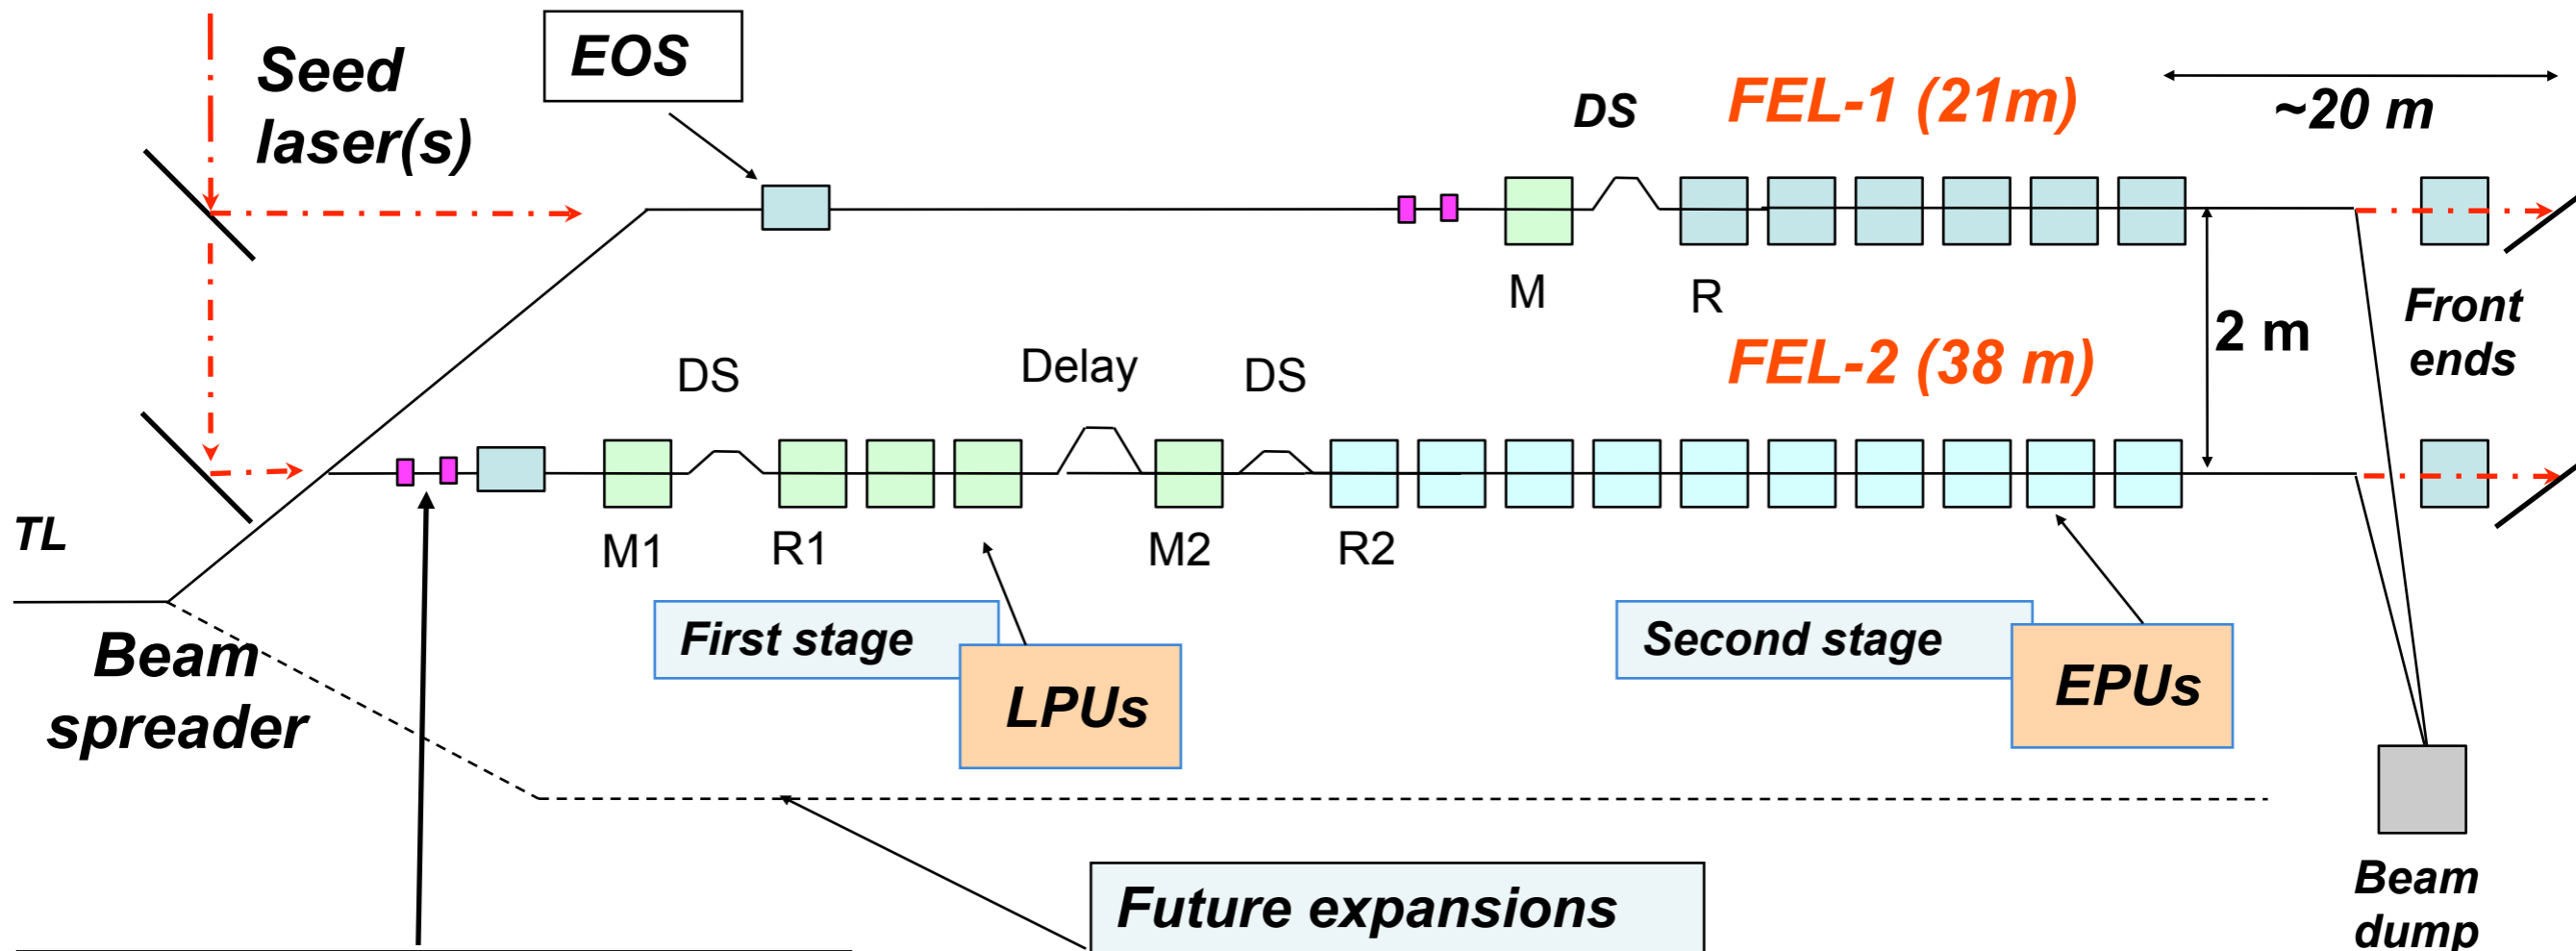 Seed
laser(s)
EOS
DS
FEL-1 (21m)
~20 m
M
R
Front
ends
2 m
DS
Delay
DS
FEL-2 (38 m)
TL
M1
R1
M2
R2
Beam
spreader
First stage
LPUs
Second stage
EPUs
Future expansions
Beam
dump